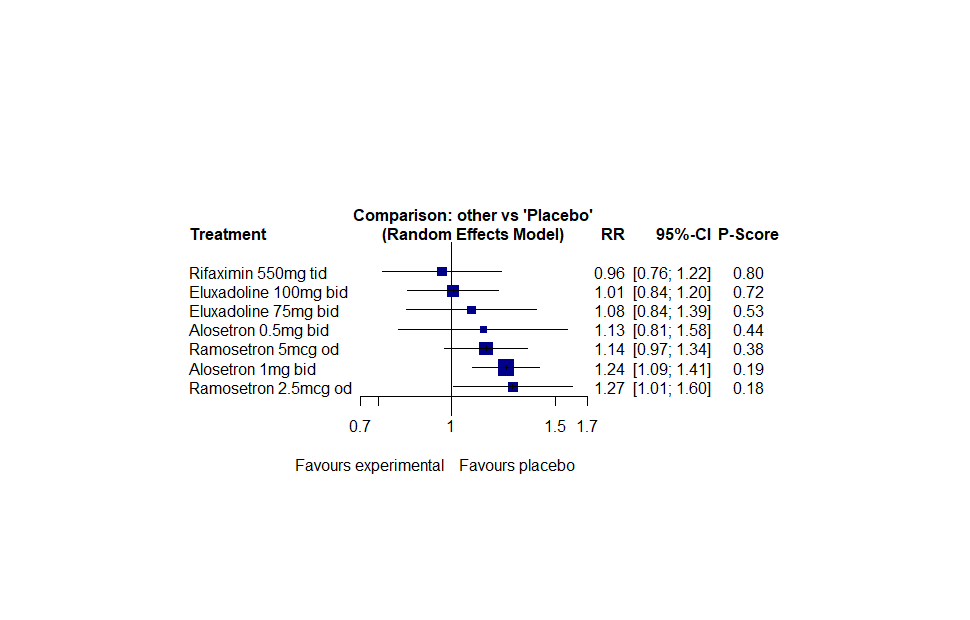 Comparison: other vs 'Placebo'
Treatment (Random Effects Model) RR 95%-CI P-Score
Rifaximin 550mg tid 0.96 [0.76; 1.22] 0.80
Eluxadoline 100mg bid 1.01 [0.84; 1.20] 0.72
Eluxadoline 75mg bid 1.08 [0.84; 1.39] 0.53
Alosetron 0.5mg bid 1.13 [0.81; 1.58] 0.44
Ramosetron 5mcg od 1.14 [0.97; 1.34] 0.38
Alosetron 1mg bid 1.24 [1.09; 1.41] 0.19
Ramosetron 2.5mcg od 1.27 [1.01; 1.60] 0.18
0.7 1 1.5 1.7
Favours experimental Favours placebo